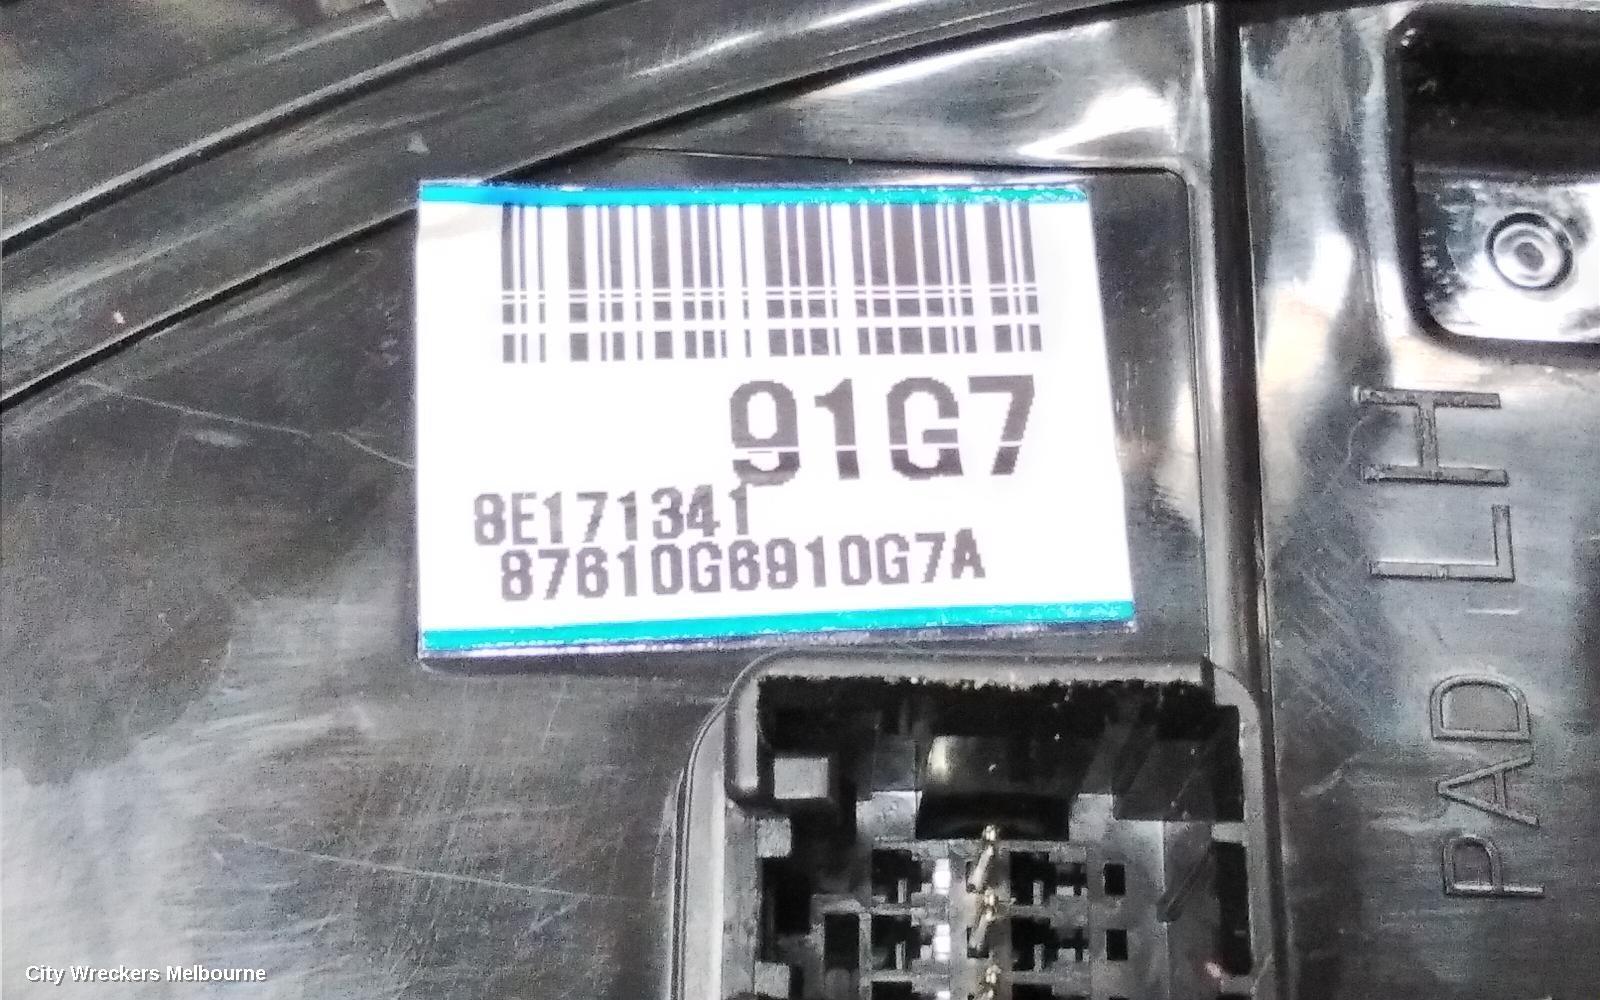 91G7
8E171341
87610G6910G7A
PAD LH
City Wreckers Melbourne